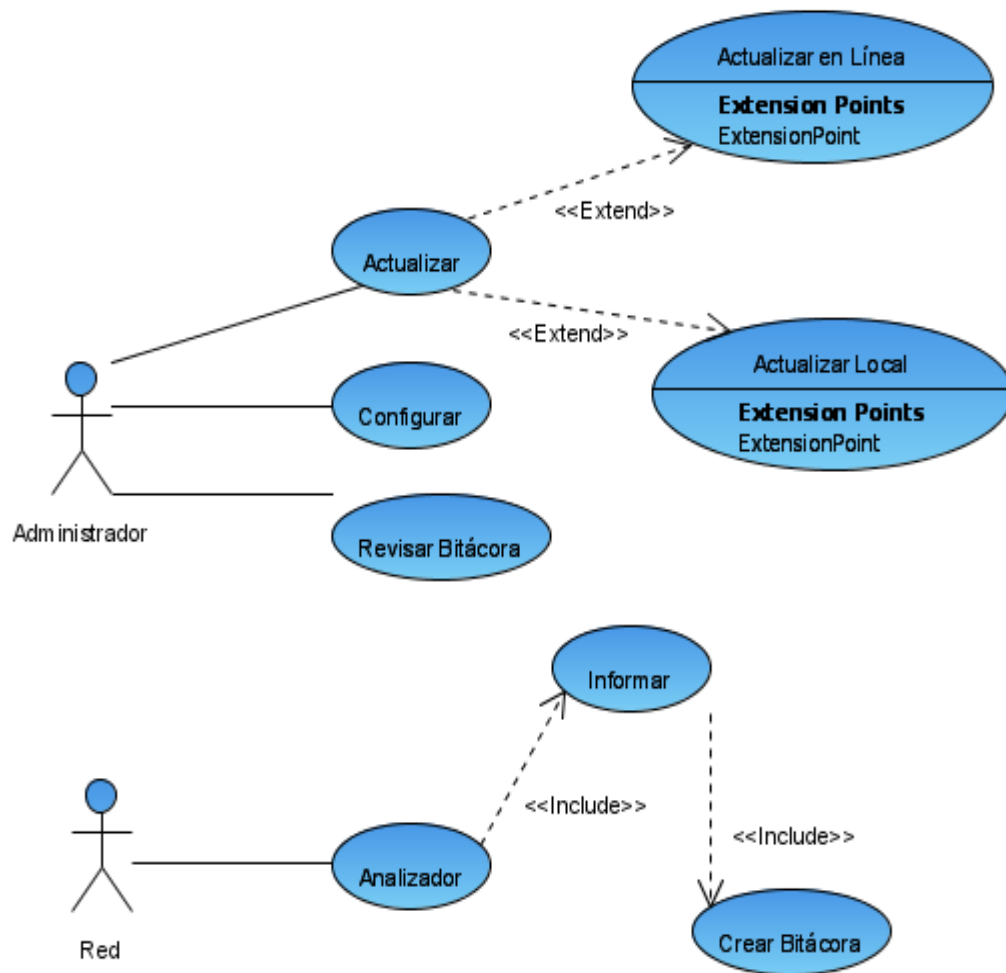 Actualizar en Línea
Extension Points
ExtensionPoint
<<Extend>>
Actualizar
<<Extend>>
Actualizar Local
Extension Points
ExtensionPoint
Configurar
Administrador
Revisar Bitácora
Informar
<<Include>>
<<Include>>
Analizador
Red
Crear Bitácora